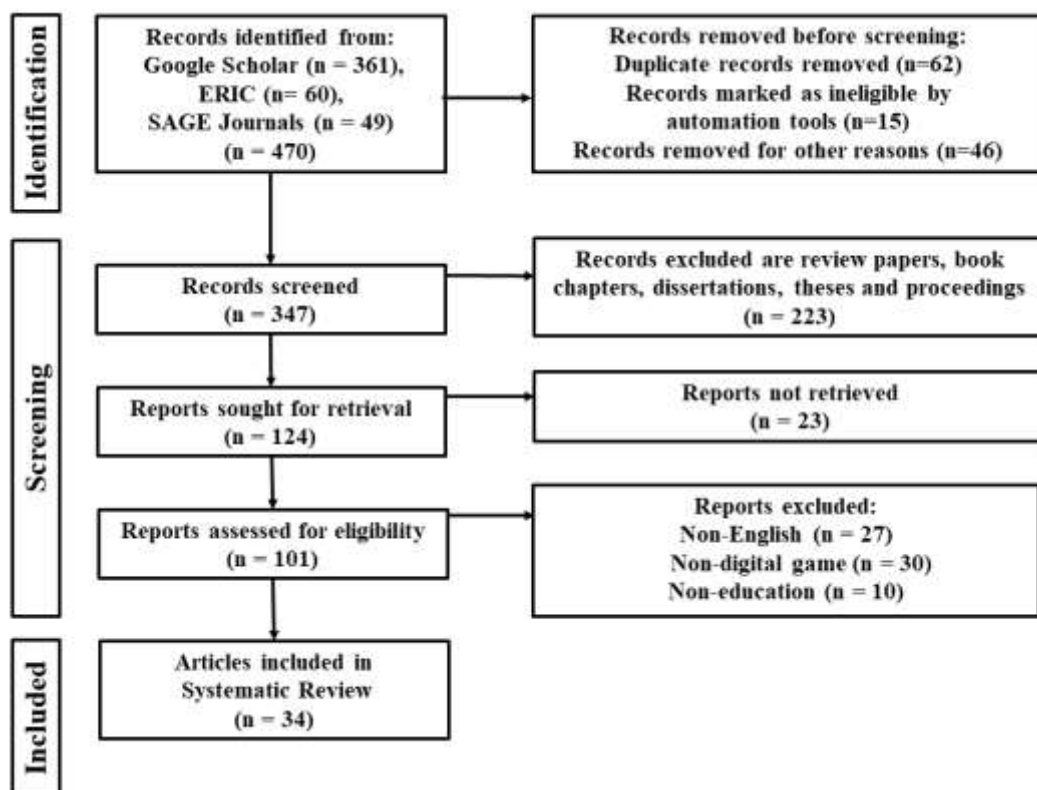 Identification
Records identified from:
Google Scholar (n = 361),
ERIC (n= 60),
SAGE Journals (n = 49)
(n = 470)
Records removed before screening:
Duplicate records removed (n=62)
Records marked as ineligible by
automation tools (n=15)
Records removed for other reasons (n=46)
Screening
Records screened
(n = 347)
Records excluded are review papers, book
chapters, dissertations, theses and proceedings
(n = 223)
Reports sought for retrieval
(n = 124)
Reports not retrieved
(n = 23)
Reports assessed for eligibility
(n = 101)
Reports excluded:
Non-English (n = 27)
Non-digital game (n = 30)
Non-education (n = 10)
Included
Articles included in
Systematic Review
(n = 34)